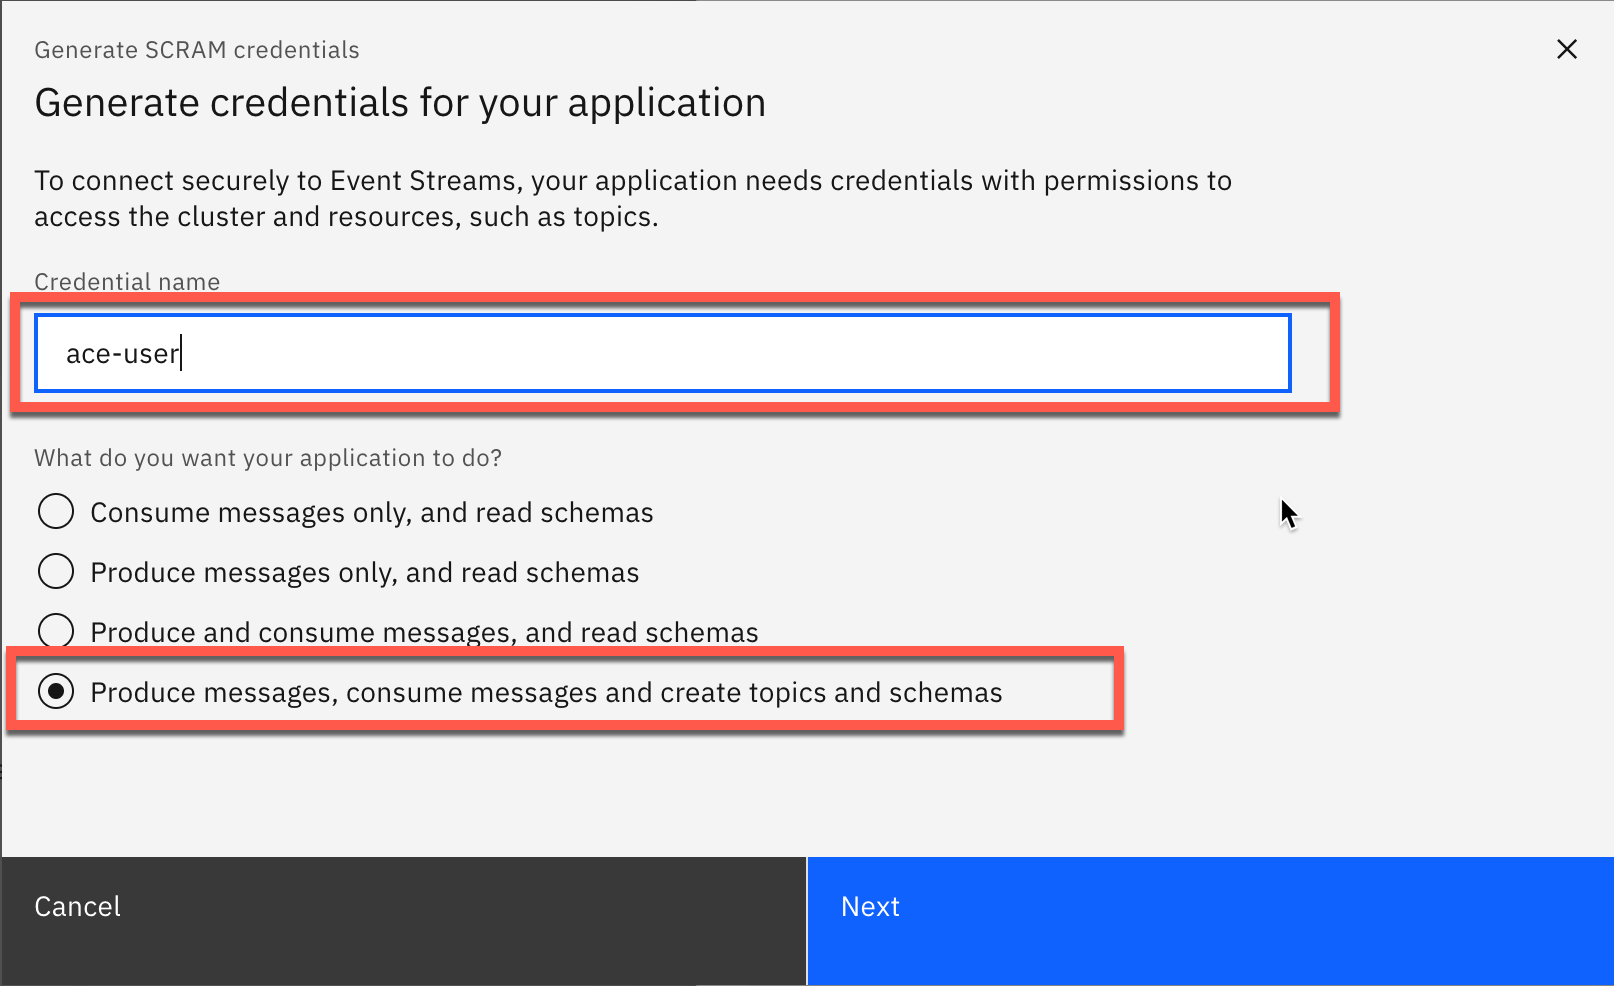 Generate SCRAM credentials
Generate credentials for your application
To connect securely to Event Streams, your application needs credentials with permissions to
access the cluster and resources, such as topics.
Credential name
ace-user
What do you want your application to do?
Consume messages only, and read schemas
Produce messages only, and read schemas
Produce and consume messages, and read schemas
Produce messages, consume messages and create topics and schemas
Cancel
Next